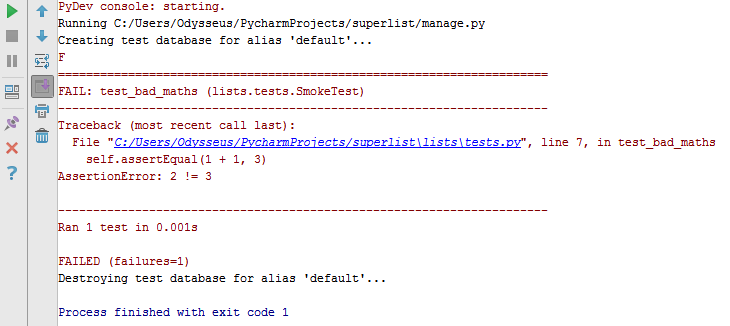 PyDev console: starting.
Running C:/Users/Odysseus/PycharmProjects/superlist/manage.py
Creating test database for alias 'default'...
F
======================================================================
FAIL: test_bad_maths (lists.tests.SmokeTest)
----------------------------------------------------------------------
Traceback (most recent call last):
  File "C:/Users/Odysseus/PycharmProjects/superlist\lists\tests.py", line 7, in test_bad_maths
    self.assertEqual(1 + 1, 3)
AssertionError: 2 != 3

----------------------------------------------------------------------
Ran 1 test in 0.001s

FAILED (failures=1)
Destroying test database for alias 'default'...

Process finished with exit code 1